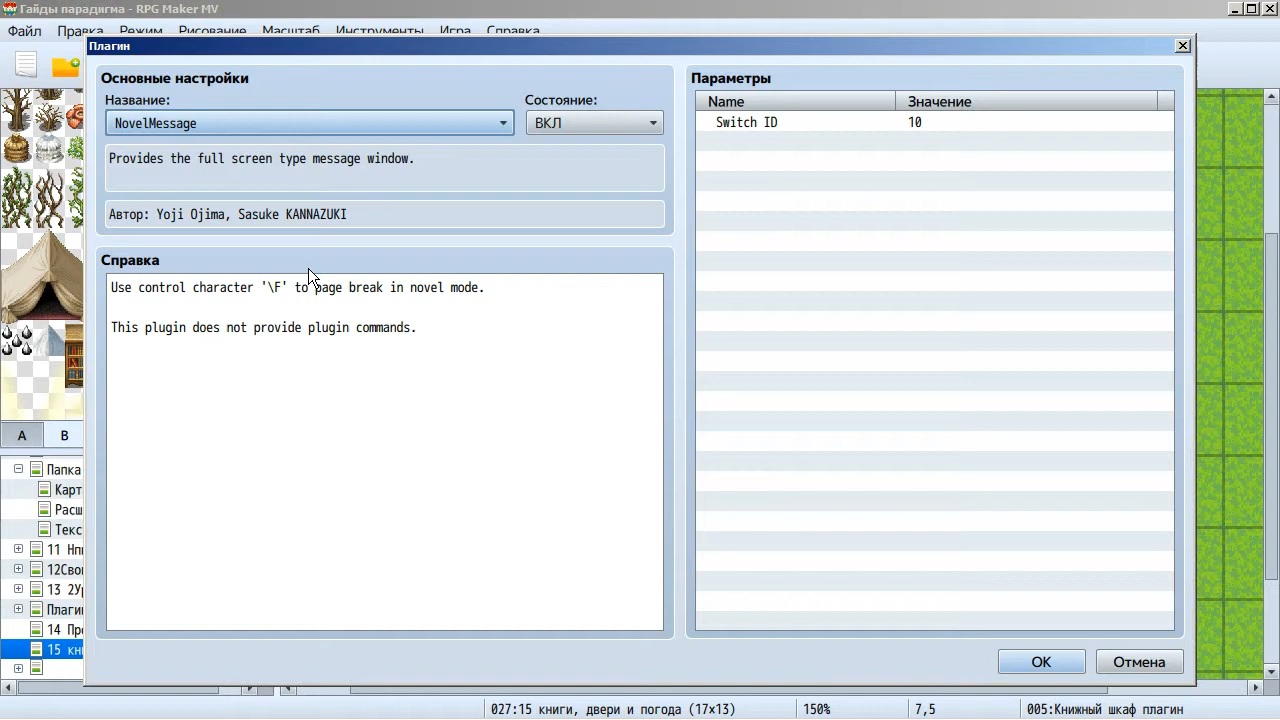 Гайды парадигма - RPG Maker MV
Файл Правка Режим Рисование Масштаб Инструменты Игра Справка
Плагин
Основные настройки
Название:
Состояние:
NovelMessage
ВКЛ
Provides the full screen type message window.
Автор: Yoji Ojima, Sasuke KANNAZUKI
Справка
Use control character '\F' to page break in novel mode.
This plugin does not provide plugin commands.
Параметры
Name Значение
Switch ID 10
OK Отмена
A B
Папка
Карт
Расш
Текс
11 Нп
12Сво
13 2Ур
Плаги
14 Пр
15 кн
027:15 книги, двери и погода (17x13)
150%
7,5
005:Книжный шкаф плагин